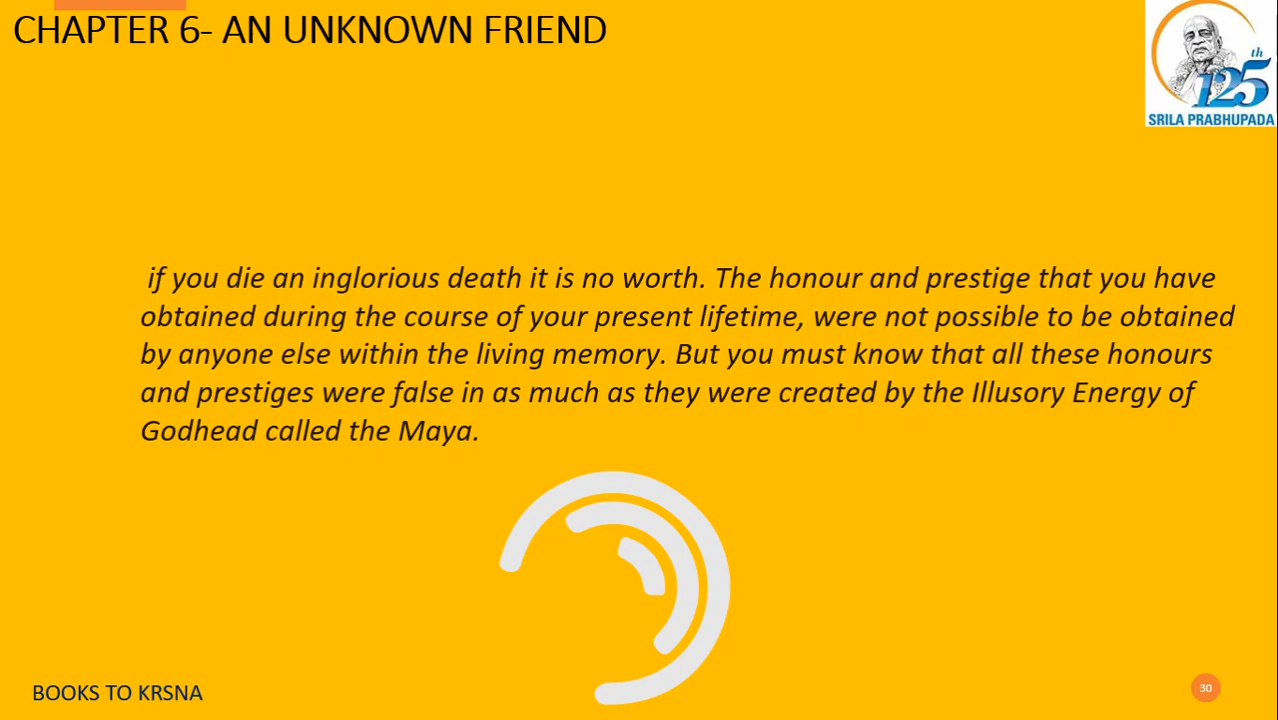 CHAPTER 6- AN UNKNOWN FRIEND
th
125
SRILA PRABHUPADA
if you die an inglorious death it is no worth. The honour and prestige that you have
obtained during the course of your present lifetime, were not possible to be obtained
by anyone else within the living memory. But you must know that all these honours
and prestiges were false in as much as they were created by the Illusory Energy of
Godhead called the Maya.
BOOKS TO KRSNA
30